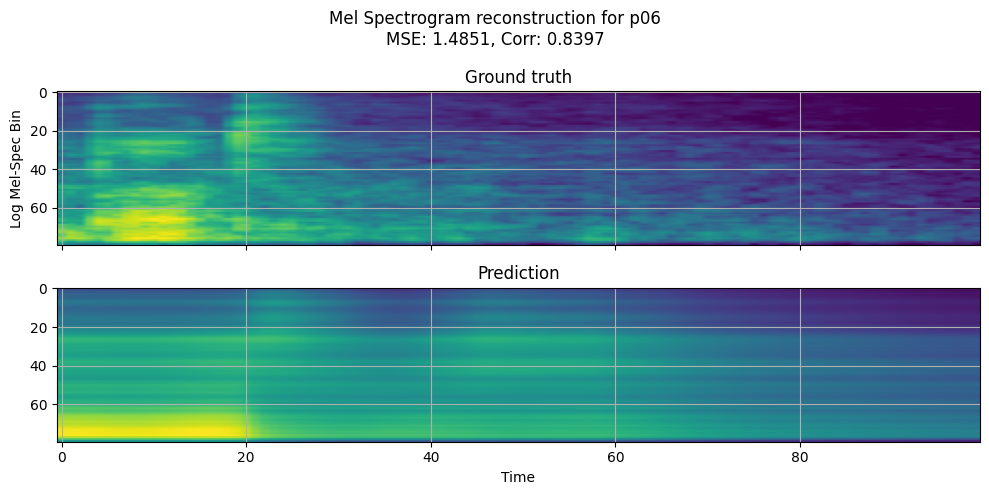 Mel Spectrogram reconstruction for p06
MSE: 1.4851, Corr: 0.8397
Ground truth
Log Mel-Spec Bin
0
20
40
60
Prediction
0
20
40
60
0 20 40 60 80
Time